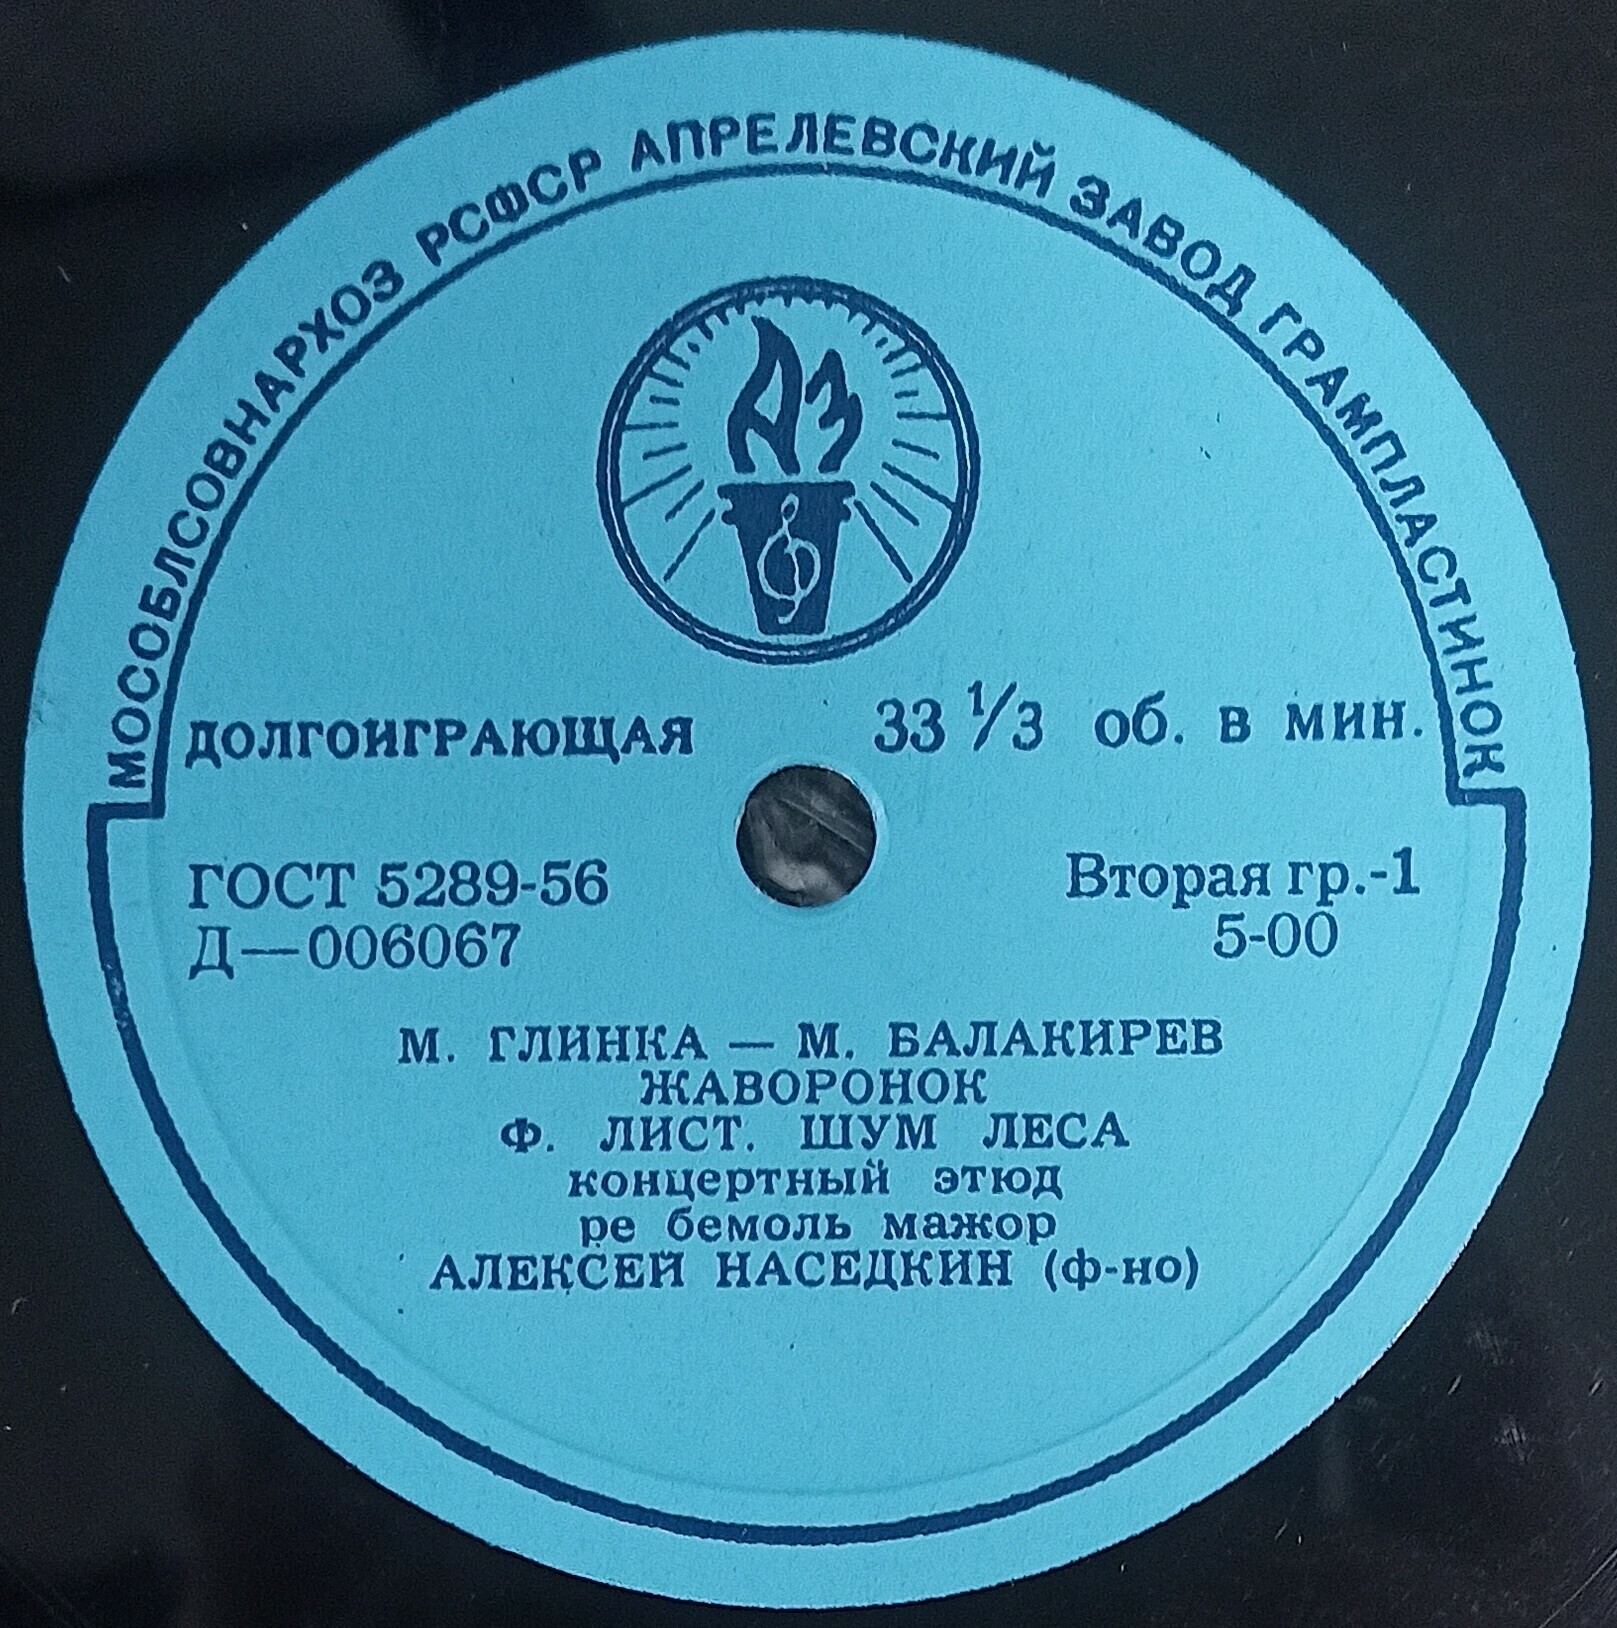 МОСОБЛСОВНАРХОЗ РСФСР АПРЕЛЕВСКИЙ ЗАВОД ГРАМПЛАСТИНОК
АЗ
ДОЛГОИГРАЮЩАЯ 33 1/3 об. в мин.
ГОСТ 5289-56 Вторая гр.-1
Д—006067 5-00
М. ГЛИНКА — М. БАЛАКИРЕВ
ЖАВОРОНОК
Ф. ЛИСТ. ШУМ ЛЕСА
концертный этюд
ре бемоль мажор
АЛЕКСЕЙ НАСЕДКИН (ф-но)